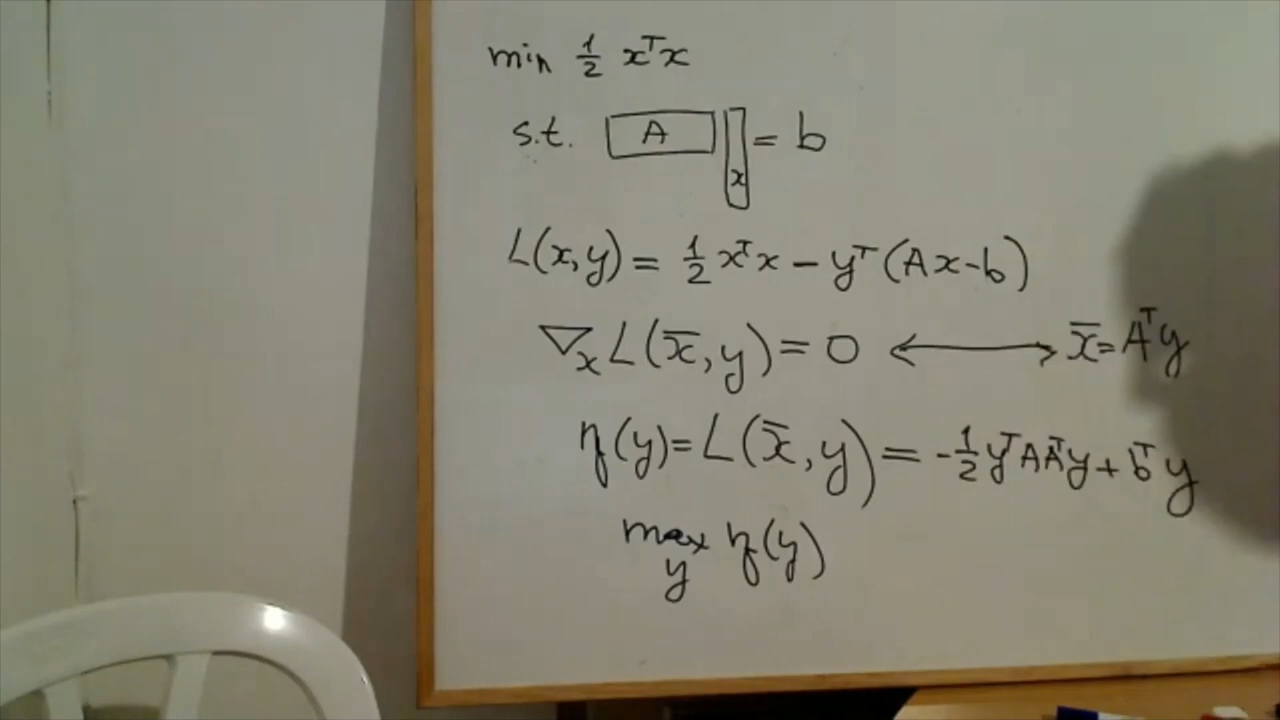 min 1/2 xᵀx
s.t. A x = b
L(x,y) = 1/2 xᵀx − yᵀ(Ax−b)
∇ₓL(x̄,y) = 0 ⟷ x̄ = Aᵀy
η(y) = L(x̄,y) = −1/2 yᵀAAᵀy + bᵀy
max η(y)
y